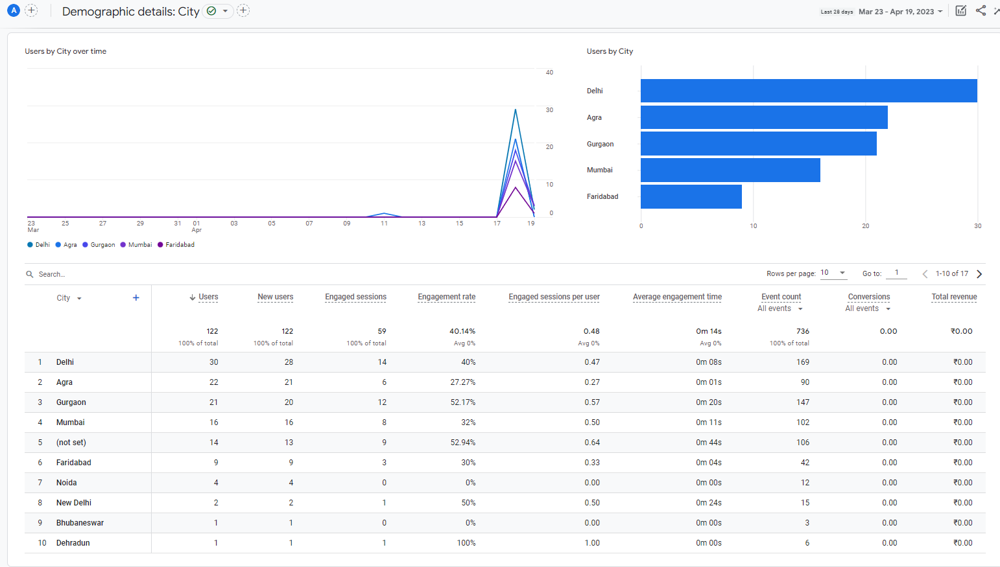 A
Demographic details: City
Last 28 days Mar 23 - Apr 19, 2023
Users by City over time
40
30
20
10
0
23 25 27 29 31 01 03 05 07 09 11 13 15 17 19
Mar Apr
Delhi Agra Gurgaon Mumbai Faridabad
Users by City
Delhi
Agra
Gurgaon
Mumbai
Faridabad
0 10 20 30
Search...
Rows per page: 10 Go to: 1 1-10 of 17
City Users New users Engaged sessions Engagement rate Engaged sessions per user Average engagement time Event count Conversions Total revenue
All events All events
122 122 59 40.14% 0.48 0m 14s 736 0.00 ₹0.00
100% of total 100% of total 100% of total Avg 0% Avg 0% Avg 0% 100% of total
1 Delhi 30 28 14 40% 0.47 0m 08s 169 0.00 ₹0.00
2 Agra 22 21 6 27.27% 0.27 0m 01s 90 0.00 ₹0.00
3 Gurgaon 21 20 12 52.17% 0.57 0m 20s 147 0.00 ₹0.00
4 Mumbai 16 16 8 32% 0.50 0m 11s 102 0.00 ₹0.00
5 (not set) 14 13 9 52.94% 0.64 0m 44s 106 0.00 ₹0.00
6 Faridabad 9 9 3 30% 0.33 0m 04s 42 0.00 ₹0.00
7 Noida 4 4 0 0% 0.00 0m 00s 12 0.00 ₹0.00
8 New Delhi 2 2 1 50% 0.50 0m 24s 15 0.00 ₹0.00
9 Bhubaneswar 1 1 0 0% 0.00 0m 00s 3 0.00 ₹0.00
10 Dehradun 1 1 1 100% 1.00 0m 00s 6 0.00 ₹0.00